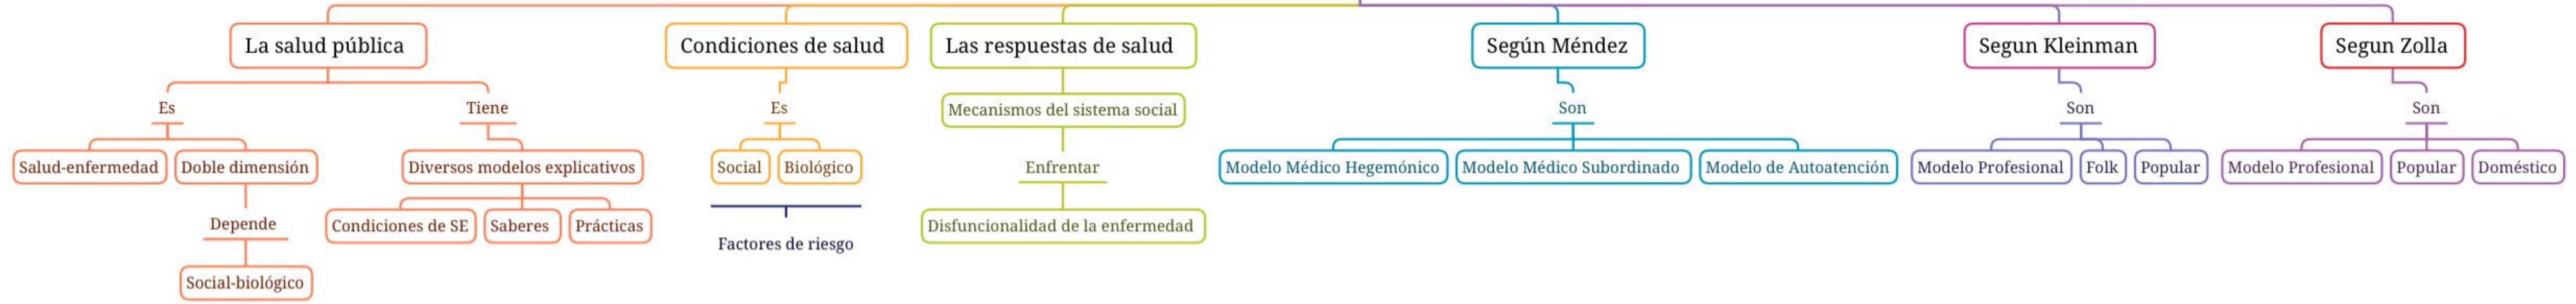 La salud pública
Condiciones de salud
Las respuestas de salud
Según Méndez
Segun Kleinman
Segun Zolla
Es
Tiene
Es
Mecanismos del sistema social
Son
Son
Son
Salud-enfermedad
Doble dimensión
Diversos modelos explicativos
Social
Biológico
Enfrentar
Modelo Médico Hegemónico
Modelo Médico Subordinado
Modelo de Autoatención
Modelo Profesional
Folk
Popular
Modelo Profesional
Popular
Doméstico
Depende
Condiciones de SE
Saberes
Prácticas
Factores de riesgo
Disfuncionalidad de la enfermedad
Social-biológico